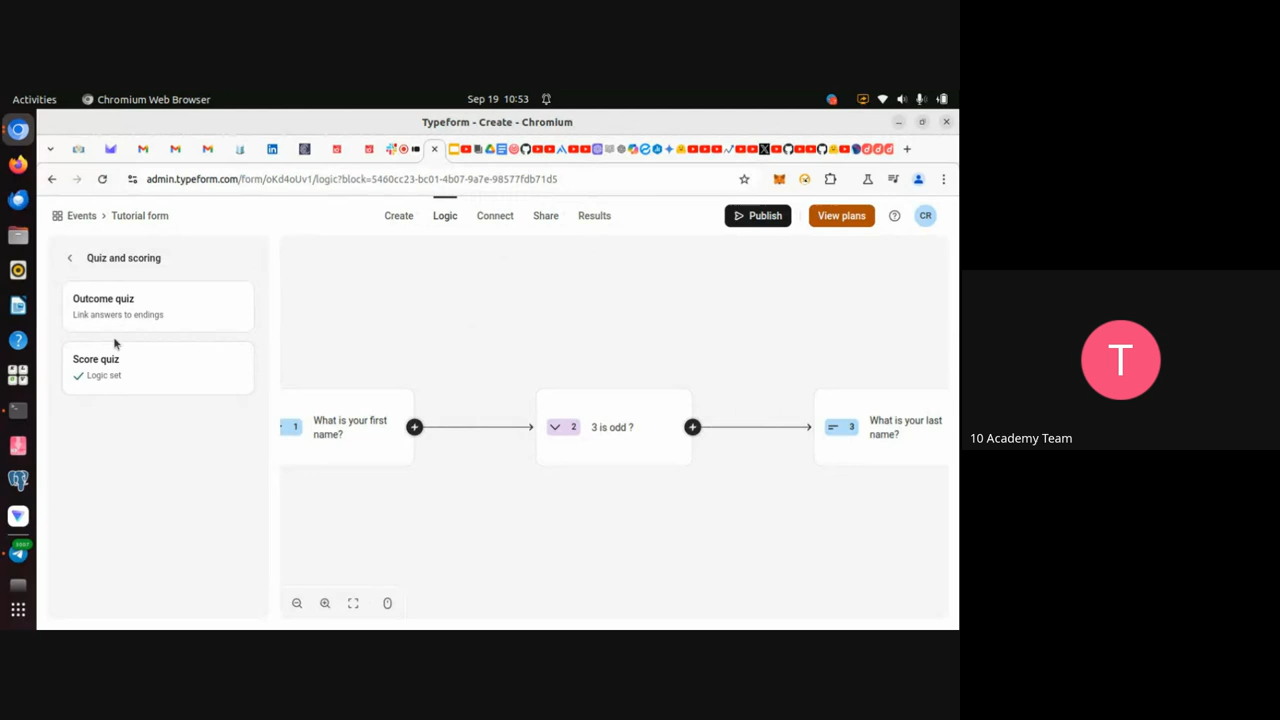 Activities
Chromium Web Browser
Sep 19 10:53
Typeform - Create - Chromium
admin.typeform.com/form/oKd4oUv1/logic?block=5460cc23-bc01-4b07-9a7e-98577fdb71d5
Events > Tutorial form
Create
Logic
Connect
Share
Results
Publish
View plans
CR
Quiz and scoring
Outcome quiz
Link answers to endings
Score quiz
Logic set
1
What is your first
name?
2
3 is odd ?
3
What is your last
name?
T
10 Academy Team